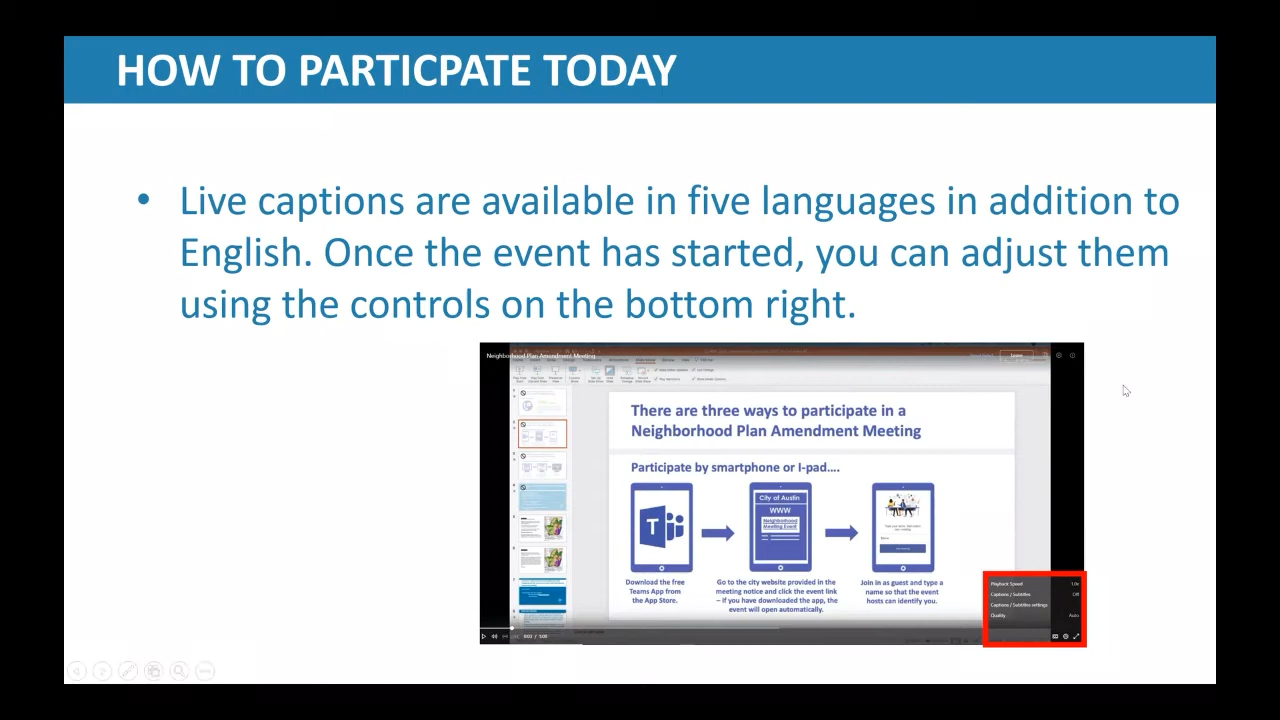 HOW TO PARTICPATE TODAY
• Live captions are available in five languages in addition to
English. Once the event has started, you can adjust them
using the controls on the bottom right.
Neighborhood Plan Amendment Meeting
Leave
There are three ways to participate in a
Neighborhood Plan Amendment Meeting
Participate by smartphone or I-pad....
T
City of Austin
WWW
Neighborhood
Meeting Event
Download the free
Teams App from
the App Store.
Go to the city website provided in the
meeting notice and click the event link
– if you have downloaded the app, the
event will open automatically.
Join in as guest and type a
name so that the event
hosts can identify you.
Playback Speed 1.0x
Captions / Subtitles Off
Captions / Subtitles settings
Quality Auto